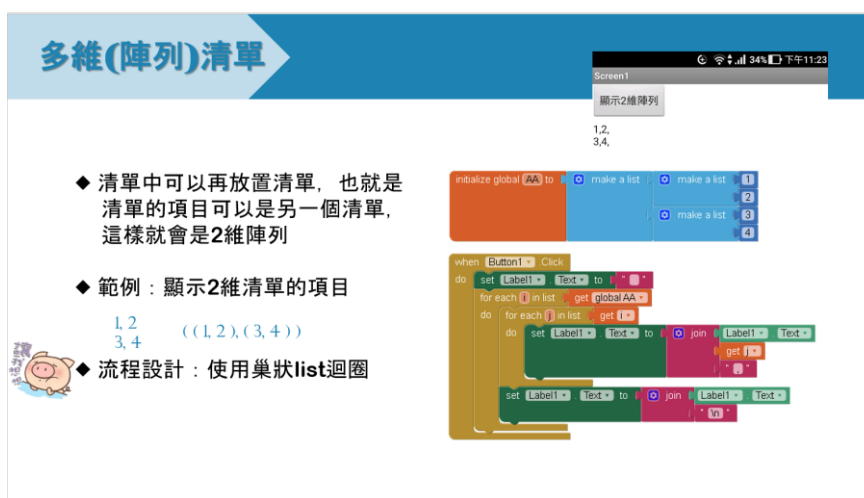 多維(陣列)清單
34% 下午11:23
Screen1
顯示2維陣列
1,2,
3,4,
◆ 清單中可以再放置清單，也就是
清單的項目可以是另一個清單，
這樣就會是2維陣列
◆ 範例：顯示2維清單的項目
1, 2
3, 4
( ( 1, 2 ) , ( 3, 4 ) )
◆ 流程設計：使用巢狀list迴圈
initialize global AA to make a list make a list 1
2
make a list 3
4
when Button1 . Click
do set Label1 . Text to " "
for each i in list get global AA
do for each j in list get i
do set Label1 . Text to join Label1 . Text
get j
" , "
set Label1 . Text to join Label1 . Text
" \n "